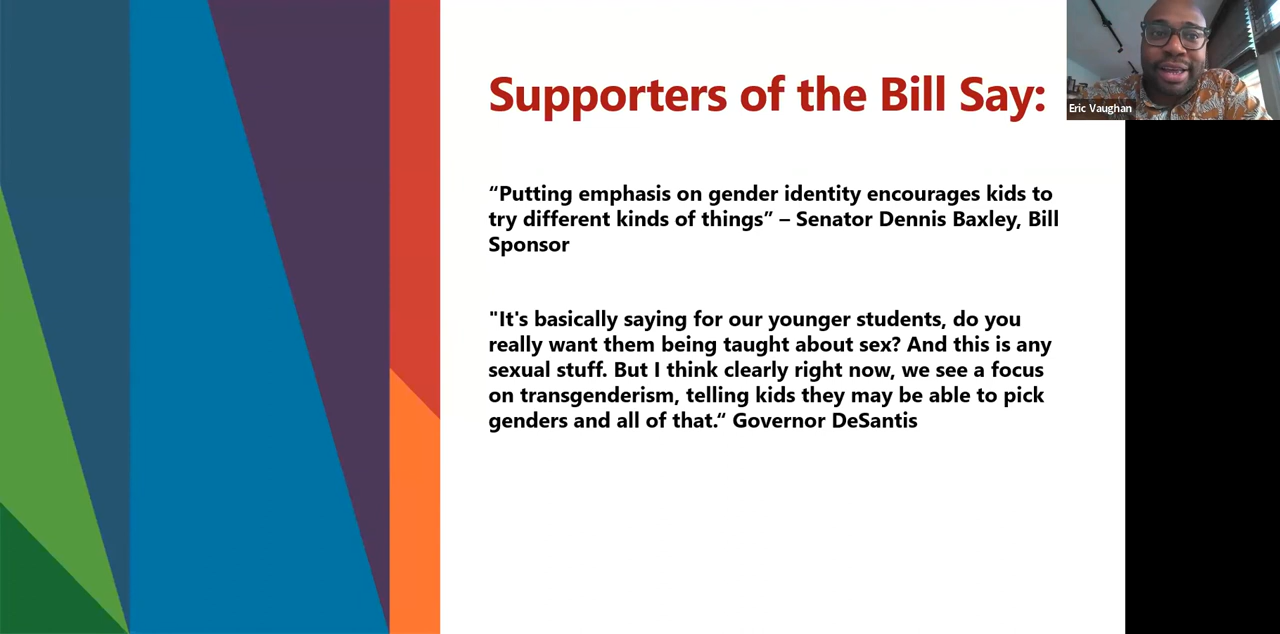 Supporters of the Bill Say:
Eric Vaughan
“Putting emphasis on gender identity encourages kids to
try different kinds of things” – Senator Dennis Baxley, Bill
Sponsor
"It's basically saying for our younger students, do you
really want them being taught about sex? And this is any
sexual stuff. But I think clearly right now, we see a focus
on transgenderism, telling kids they may be able to pick
genders and all of that.“ Governor DeSantis